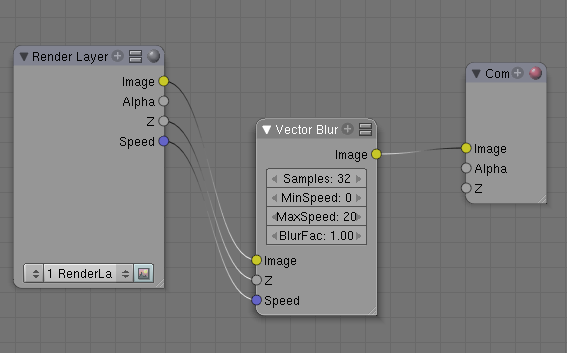 Render Layer
Image
Alpha
Z
Speed
1 RenderLa
Vector Blur
Image
Samples: 32
MinSpeed: 0
MaxSpeed: 20
BlurFac: 1.00
Image
Z
Speed
Com
Image
Alpha
Z